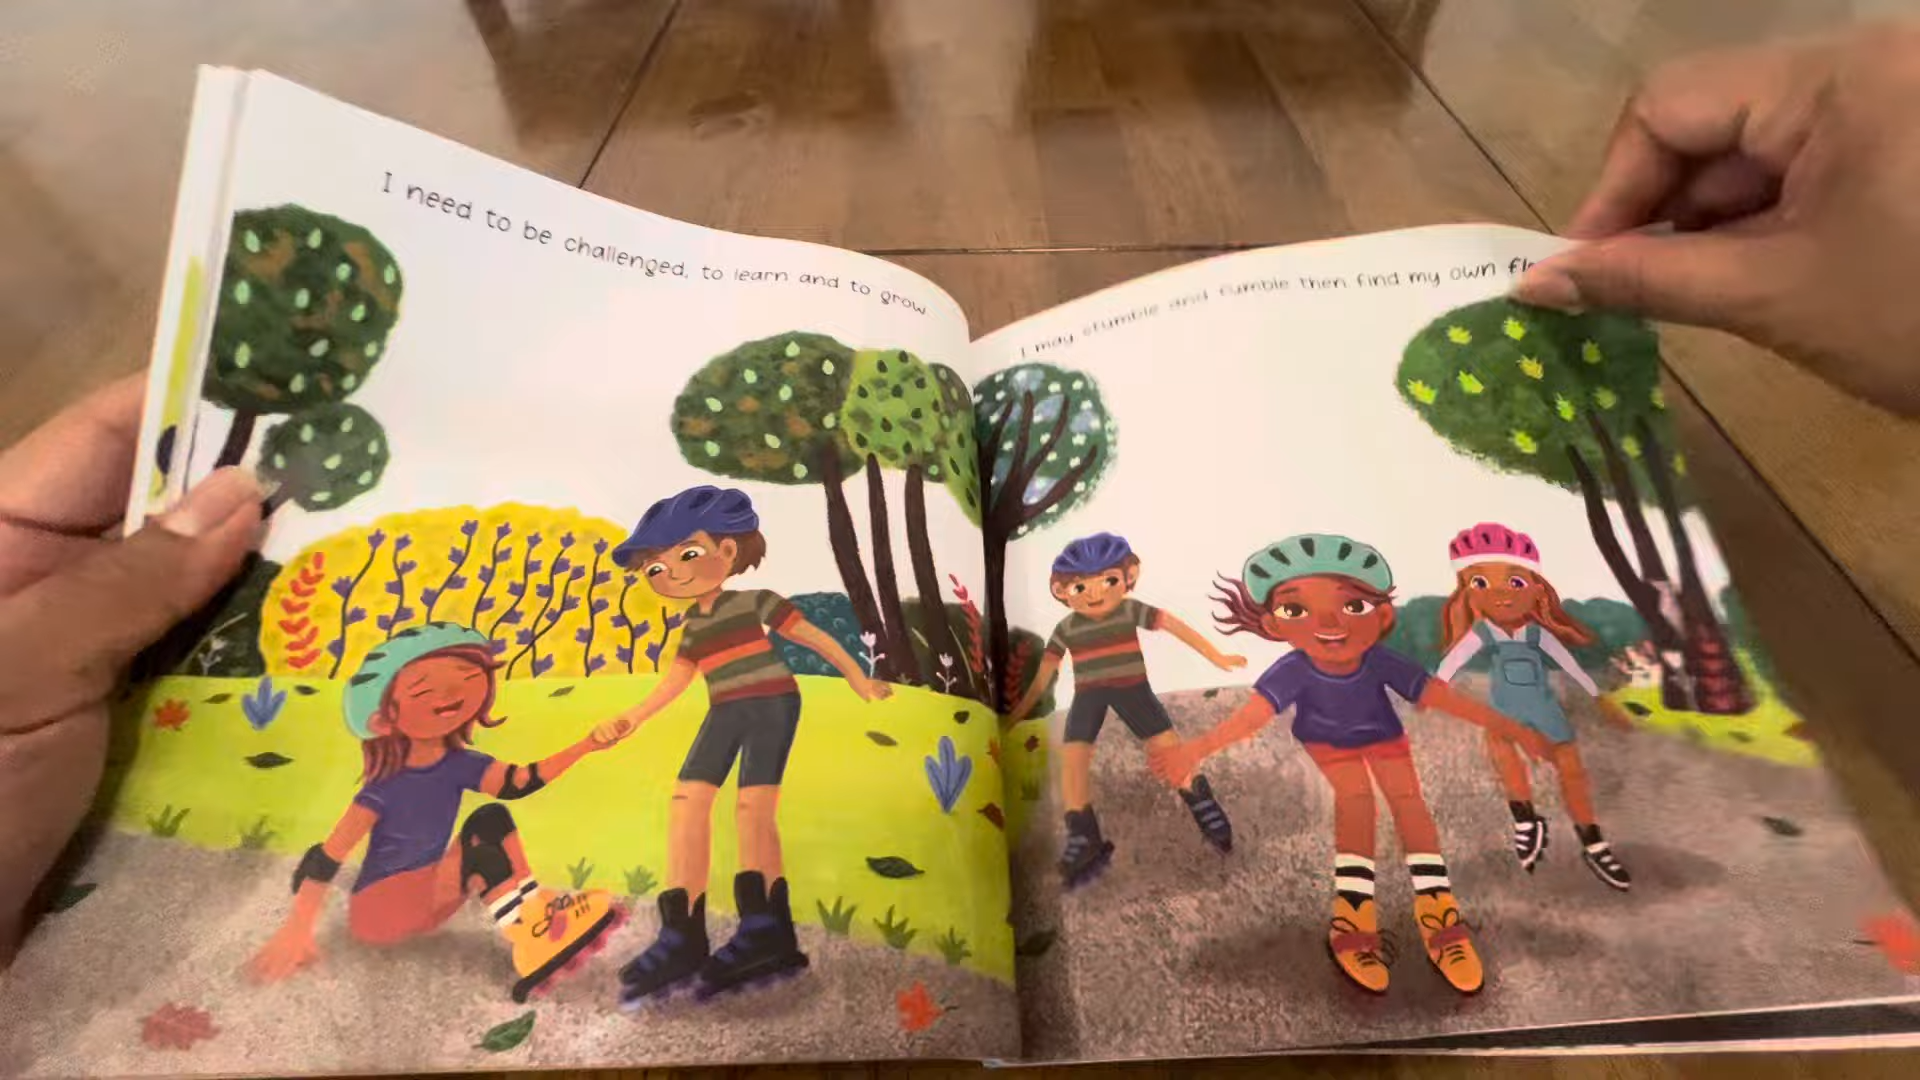 I need to be challenged, to learn and to grow
I may stumble and tumble then find my own